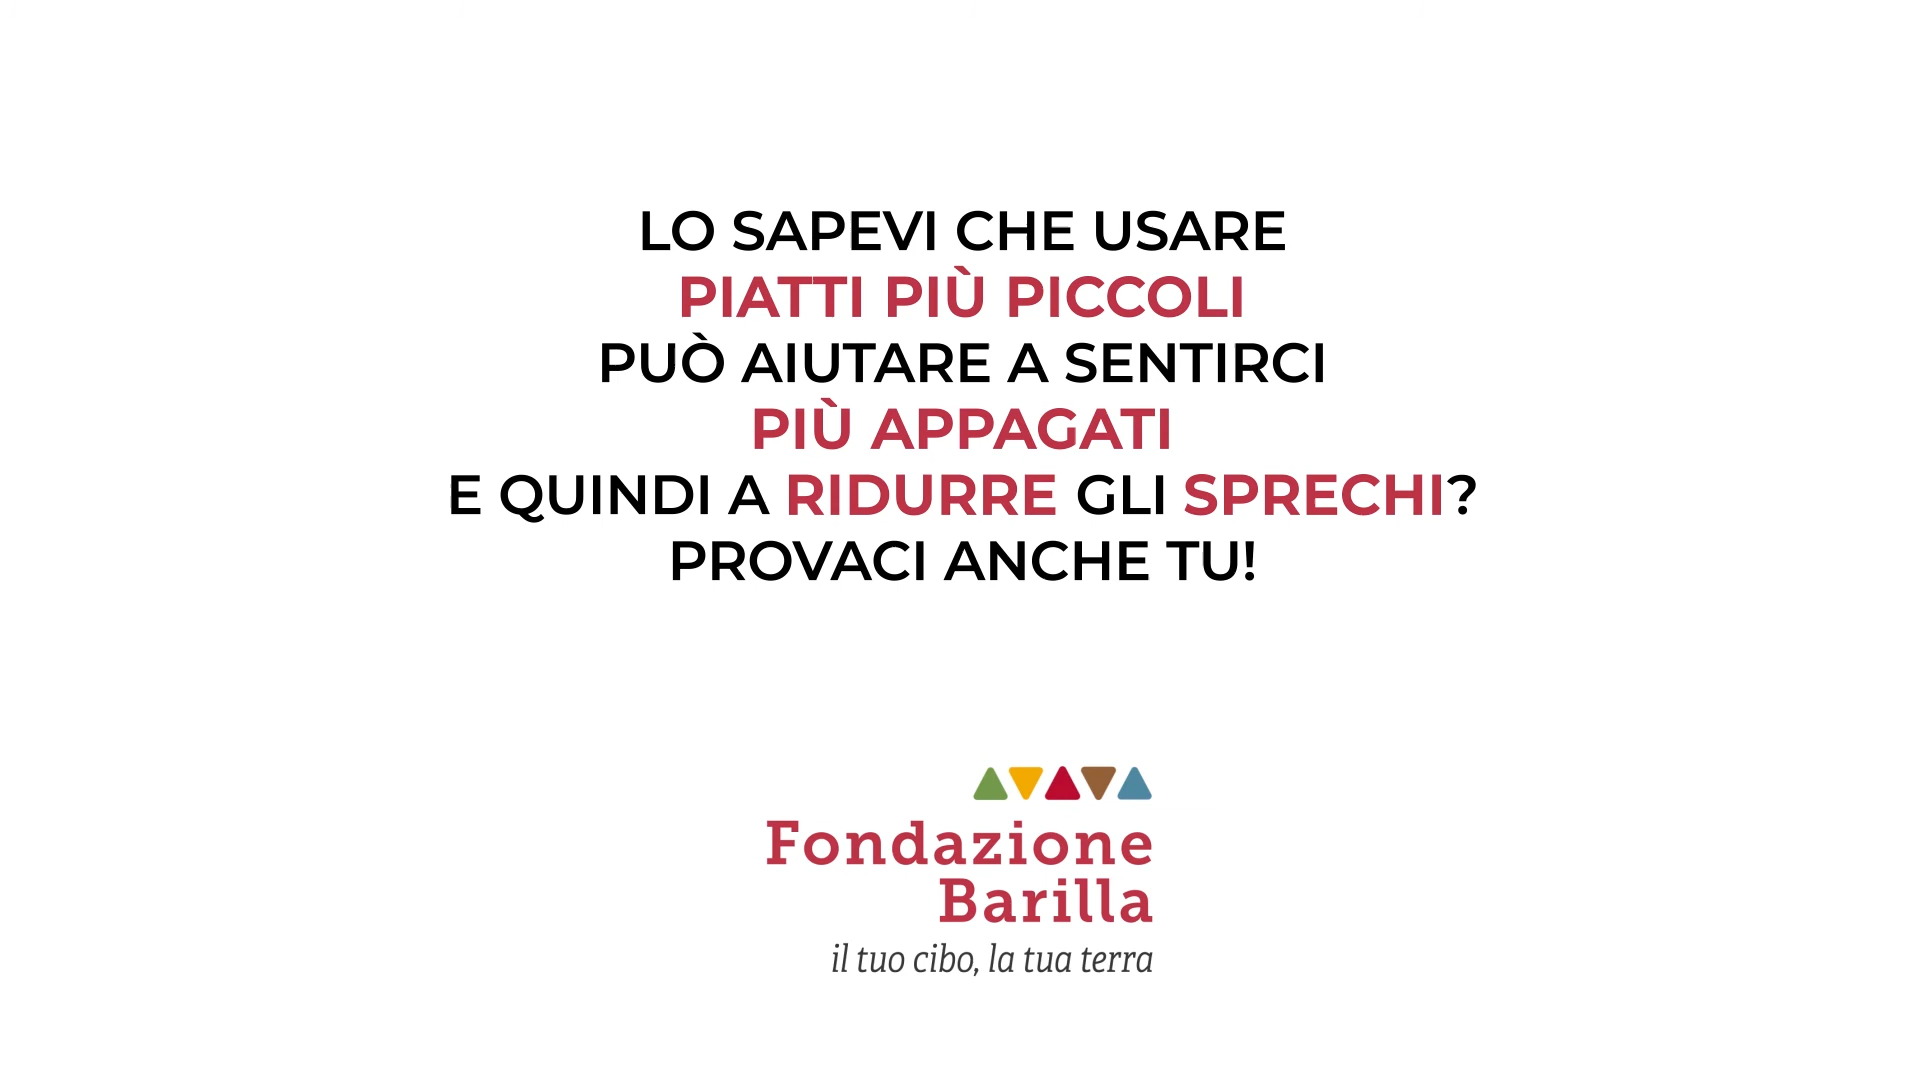 LO SAPEVI CHE USARE
PIATTI PIÙ PICCOLI
PUÒ AIUTARE A SENTIRCI
PIÙ APPAGATI
E QUINDI A RIDURRE GLI SPRECHI?
PROVACI ANCHE TU!
Fondazione
Barilla
il tuo cibo, la tua terra